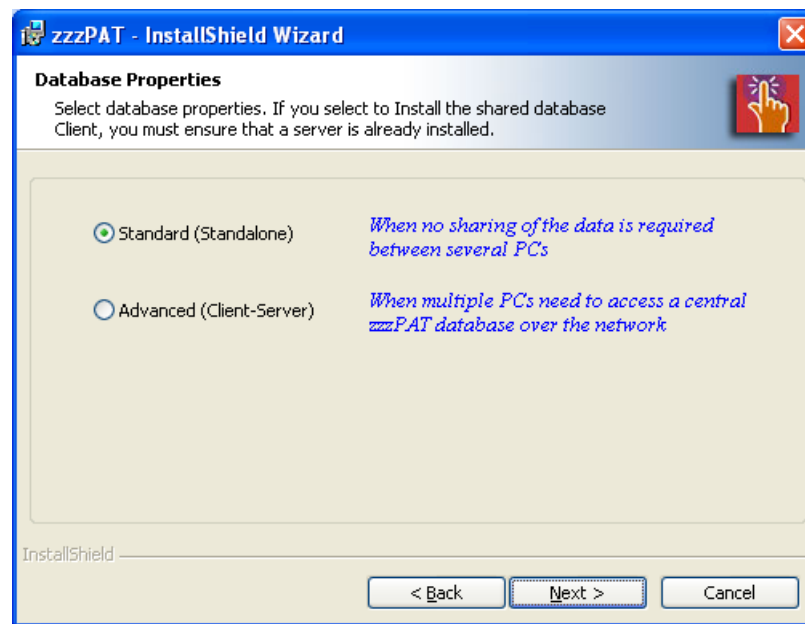 zzzPAT - InstallShield Wizard
Database Properties
Select database properties. If you select to Install the shared database
Client, you must ensure that a server is already installed.
Standard (Standalone)
When no sharing of the data is required
between several PCs
Advanced (Client-Server)
When multiple PCs need to access a central
zzzPAT database over the network
InstallShield
< Back
Next >
Cancel